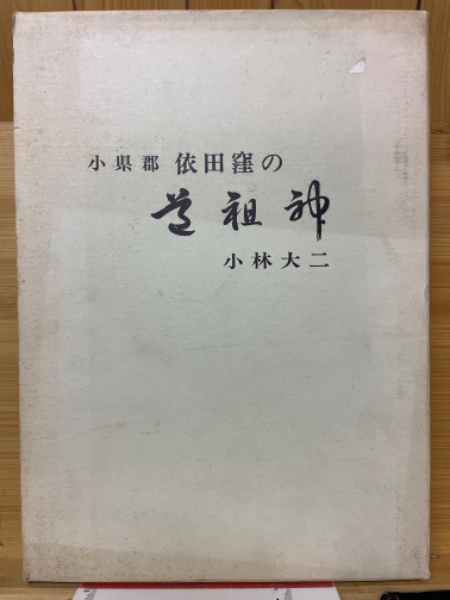 小県郡 依田窪の
道祖神
小林大二